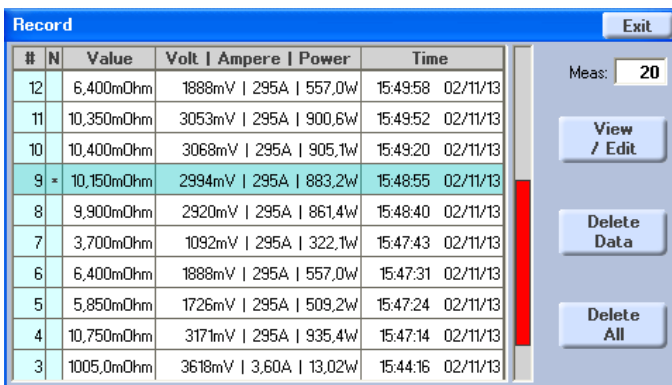 Record Exit
# N Value Volt | Ampere | Power Time
Meas: 20
12 6,400mOhm 1888mV | 295A | 557,0W 15:49:58 02/11/13
11 10,350mOhm 3053mV | 295A | 900,6W 15:49:52 02/11/13
View
/ Edit
10 10,400mOhm 3068mV | 295A | 905,1W 15:49:20 02/11/13
9 * 10,150mOhm 2994mV | 295A | 883,2W 15:48:55 02/11/13
8 9,900mOhm 2920mV | 295A | 861,4W 15:48:40 02/11/13
Delete
Data
7 3,700mOhm 1092mV | 295A | 322,1W 15:47:43 02/11/13
6 6,400mOhm 1888mV | 295A | 557,0W 15:47:31 02/11/13
5 5,850mOhm 1726mV | 295A | 509,2W 15:47:24 02/11/13
Delete
All
4 10,750mOhm 3171mV | 295A | 935,4W 15:47:14 02/11/13
3 1005,0mOhm 3618mV | 3,60A | 13,02W 15:44:16 02/11/13